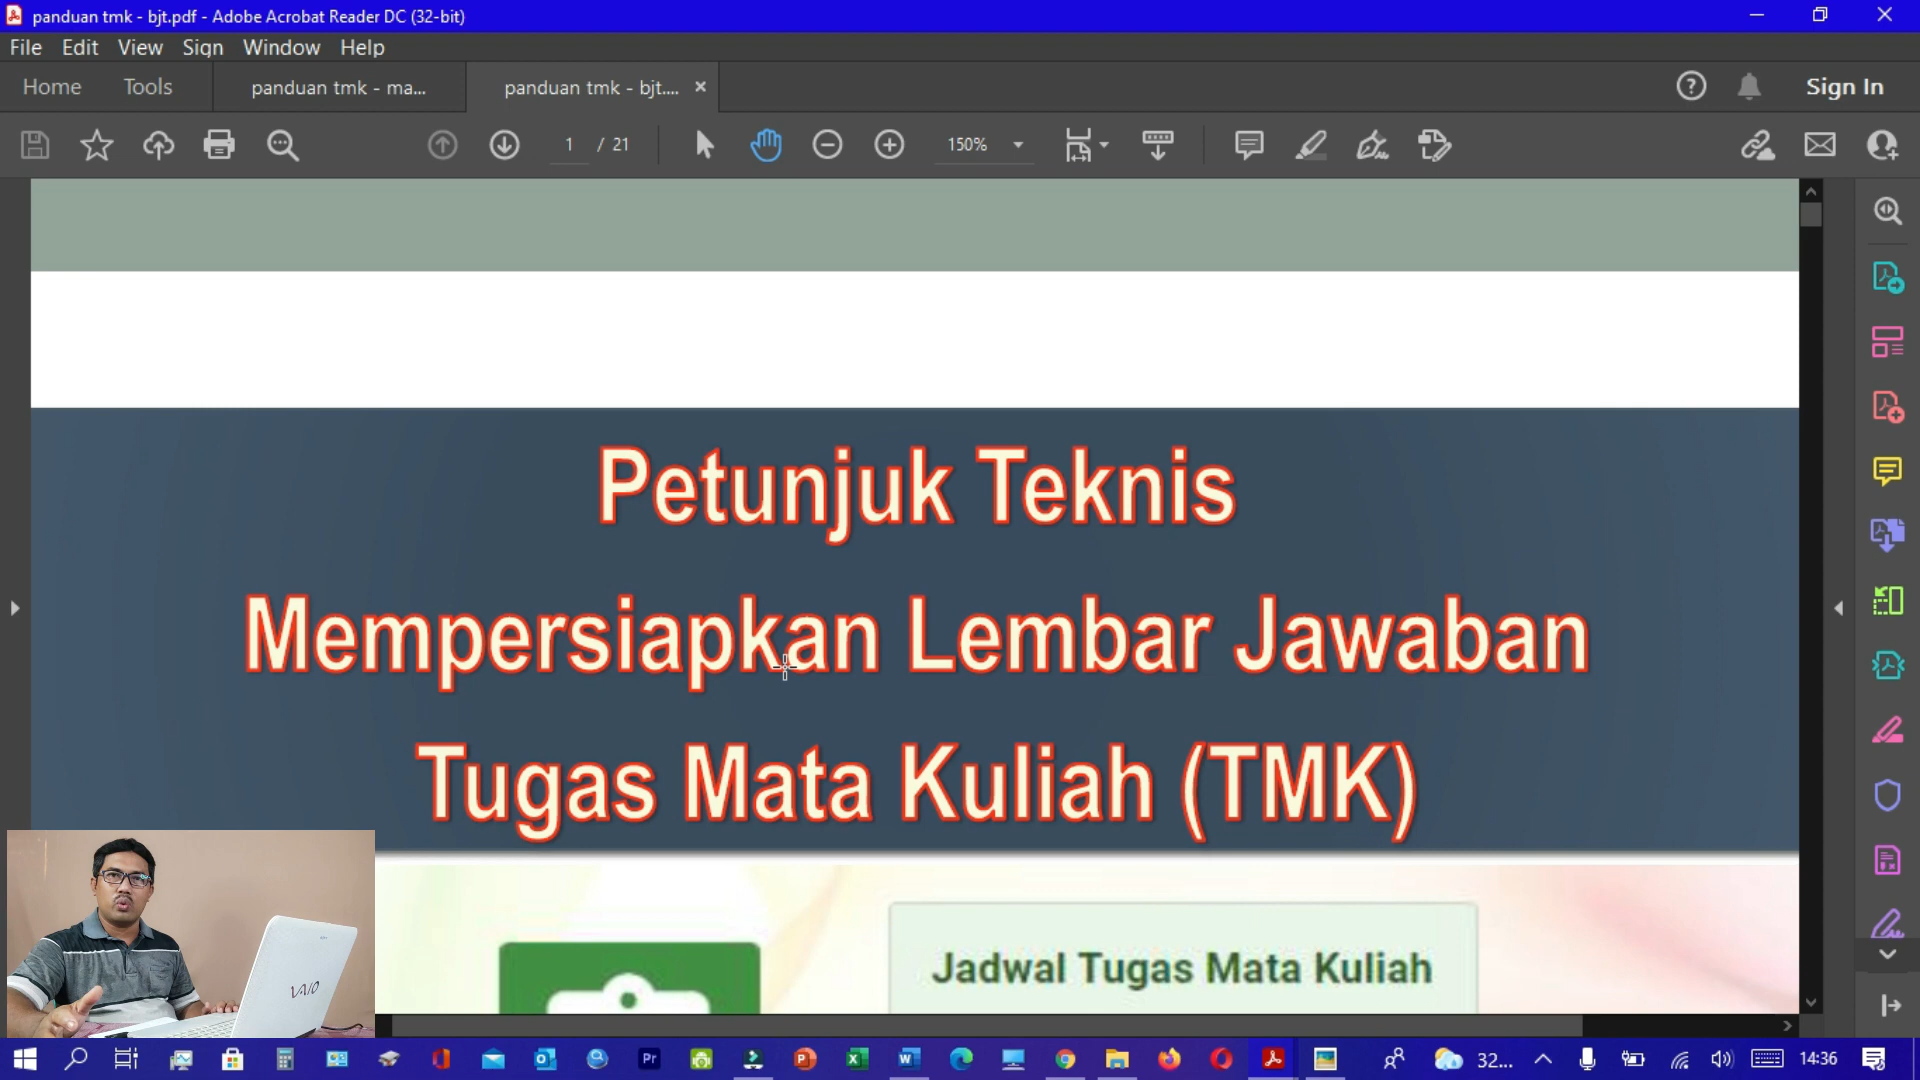 panduan tmk - bjt.pdf - Adobe Acrobat Reader DC (32-bit)
File Edit View Sign Window Help
Home Tools panduan tmk - ma... panduan tmk - bjt.... × Sign In
1 / 21 150%
Petunjuk Teknis
Mempersiapkan Lembar Jawaban
Tugas Mata Kuliah (TMK)
Jadwal Tugas Mata Kuliah
VAIO
Pr 32... 14:36